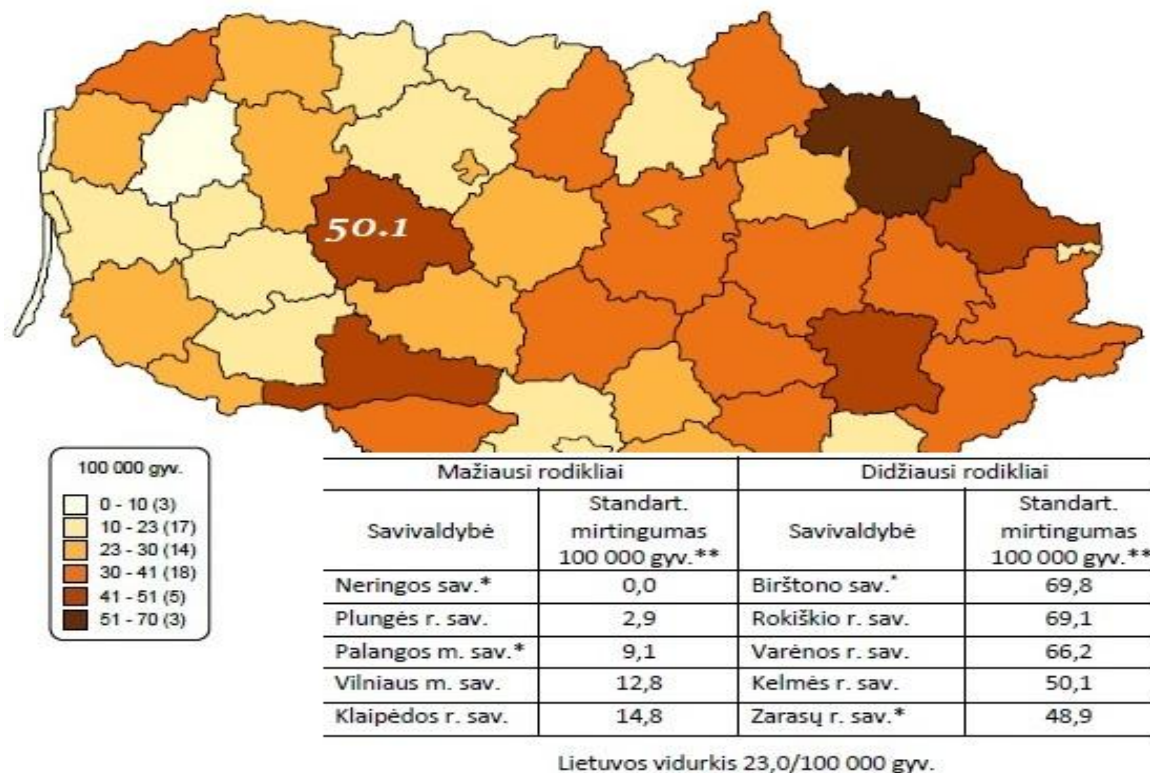 50.1
100 000 gyv.
0 - 10 (3)
10 - 23 (17)
23 - 30 (14)
30 - 41 (18)
41 - 51 (5)
51 - 70 (3)
Mažiausi rodikliai Didžiausi rodikliai
Savivaldybė Standart. mirtingumas 100 000 gyv.** Savivaldybė Standart. mirtingumas 100 000 gyv.**
Neringos sav.* 0,0 Birštono sav.* 69,8
Plungės r. sav. 2,9 Rokiškio r. sav. 69,1
Palangos m. sav.* 9,1 Varėnos r. sav. 66,2
Vilniaus m. sav. 12,8 Kelmės r. sav. 50,1
Klaipėdos r. sav. 14,8 Zarasų r. sav.* 48,9
Lietuvos vidurkis 23,0/100 000 gyv.